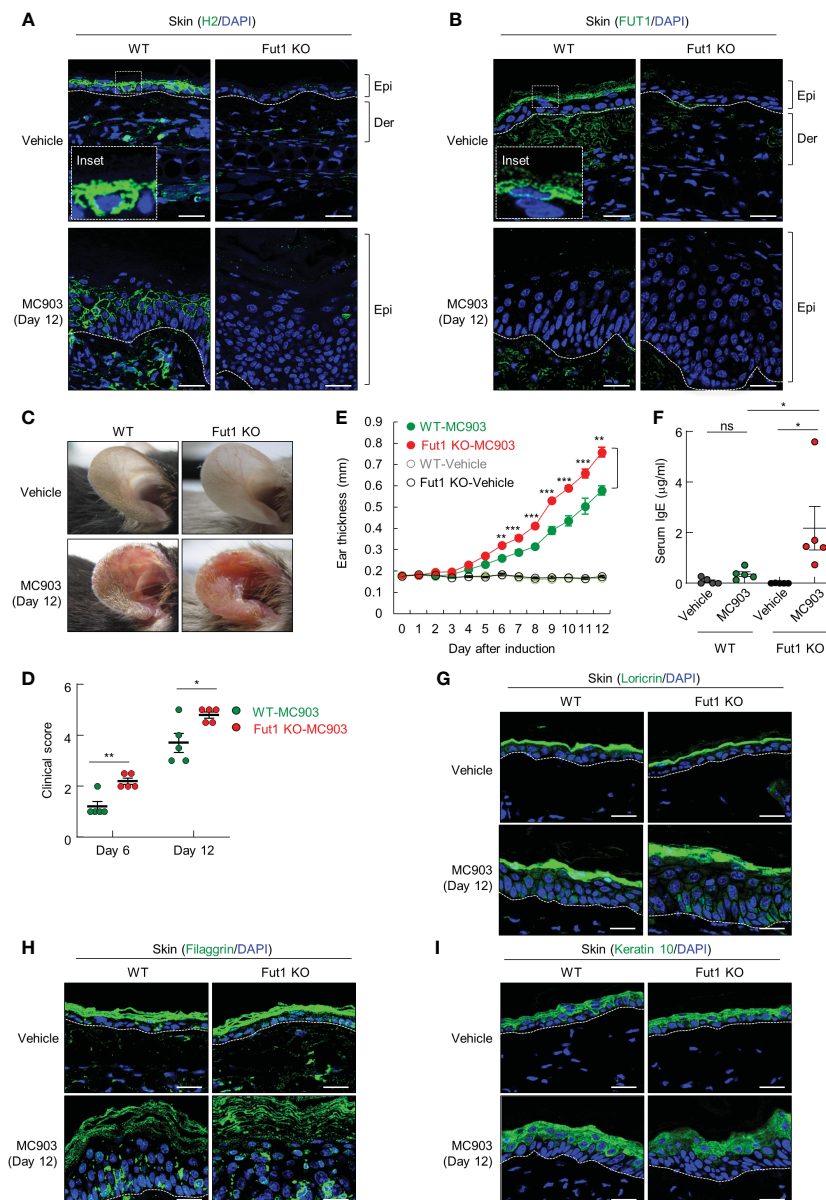 A
Skin (H2/DAPI)
WT
Fut1 KO
Vehicle
Inset
Epi
Der
MC903
(Day 12)
Epi
B
Skin (FUT1/DAPI)
WT
Fut1 KO
Vehicle
Inset
Epi
Der
MC903
(Day 12)
Epi
C
WT
Fut1 KO
Vehicle
MC903
(Day 12)
E
0.9
0.8
0.7
0.6
0.5
0.4
0.3
0.2
0.1
0
Ear thickness (mm)
WT-MC903
Fut1 KO-MC903
WT-Vehicle
Fut1 KO-Vehicle
**
***
***
***
***
***
**
0 1 2 3 4 5 6 7 8 9 10 11 12
Day after induction
F
*
ns
*
6
4
2
0
Serum IgE (μg/ml)
Vehicle
MC903
Vehicle
MC903
WT
Fut1 KO
D
6
4
2
0
Clinical score
**
*
WT-MC903
Fut1 KO-MC903
Day 6
Day 12
G
Skin (Loricrin/DAPI)
WT
Fut1 KO
Vehicle
MC903
(Day 12)
H
Skin (Filaggrin/DAPI)
WT
Fut1 KO
Vehicle
MC903
(Day 12)
I
Skin (Keratin 10/DAPI)
WT
Fut1 KO
Vehicle
MC903
(Day 12)